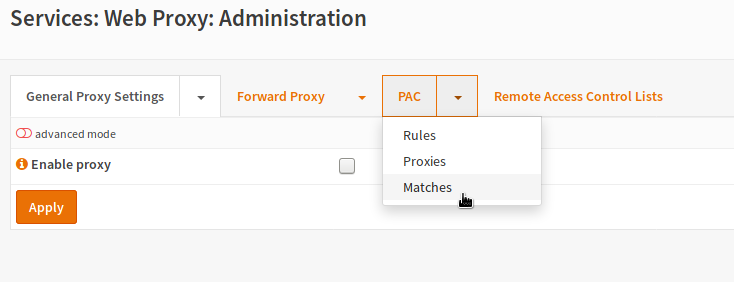 Services: Web Proxy: Administration
General Proxy Settings Forward Proxy PAC Remote Access Control Lists
advanced mode
Rules
Enable proxy
Proxies
Matches
Apply